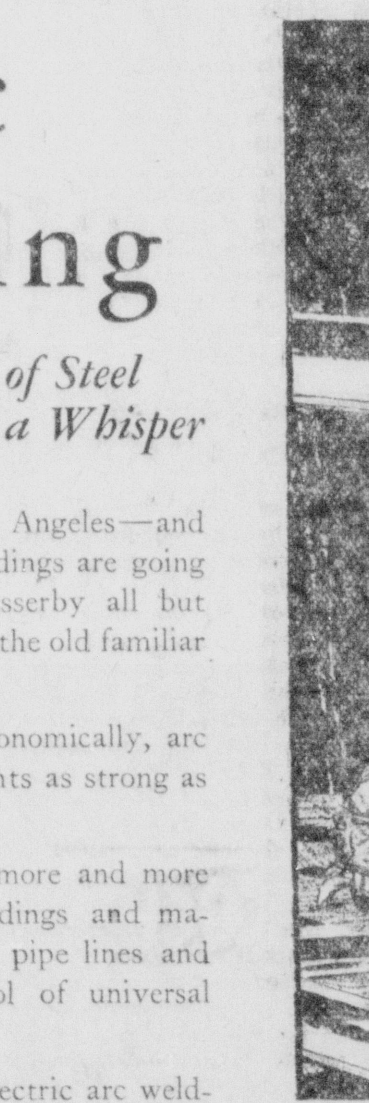 ng
of Steel
a Whisper
Angeles—and
dings are going
sserby all but
the old familiar
onomically, arc
nts as strong as
more and more
dings and ma-
pipe lines and
ol of universal
ectric arc weld-